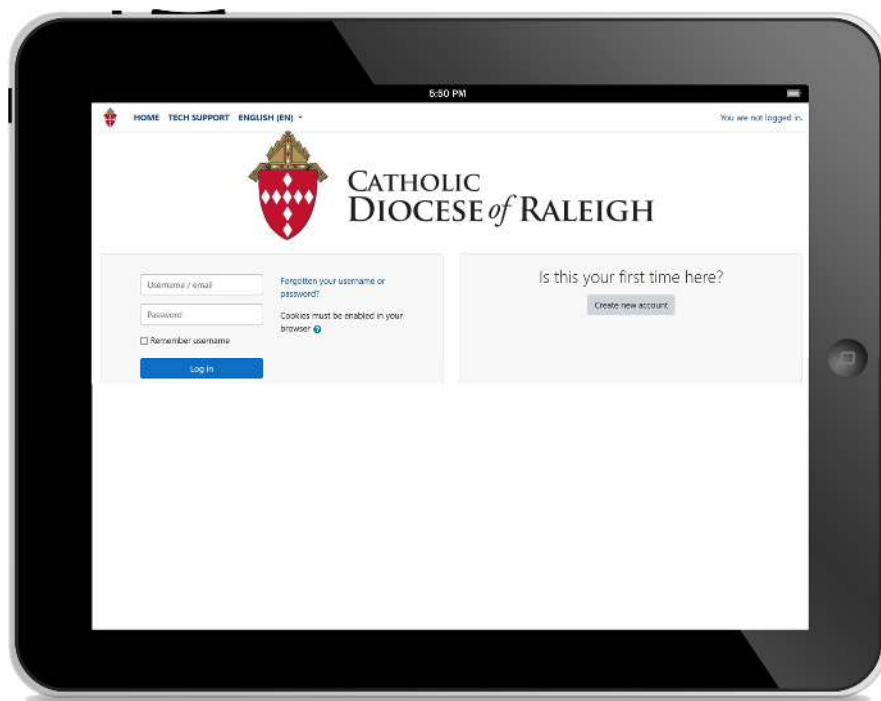 5:50 PM
HOME TECH SUPPORT ENGLISH (EN)
You are not logged in.
CATHOLIC
DIOCESE of RALEIGH
Username / email
Forgotten your username or
password?
Password
Cookies must be enabled in your
browser
Remember username
Log in
Is this your first time here?
Create new account